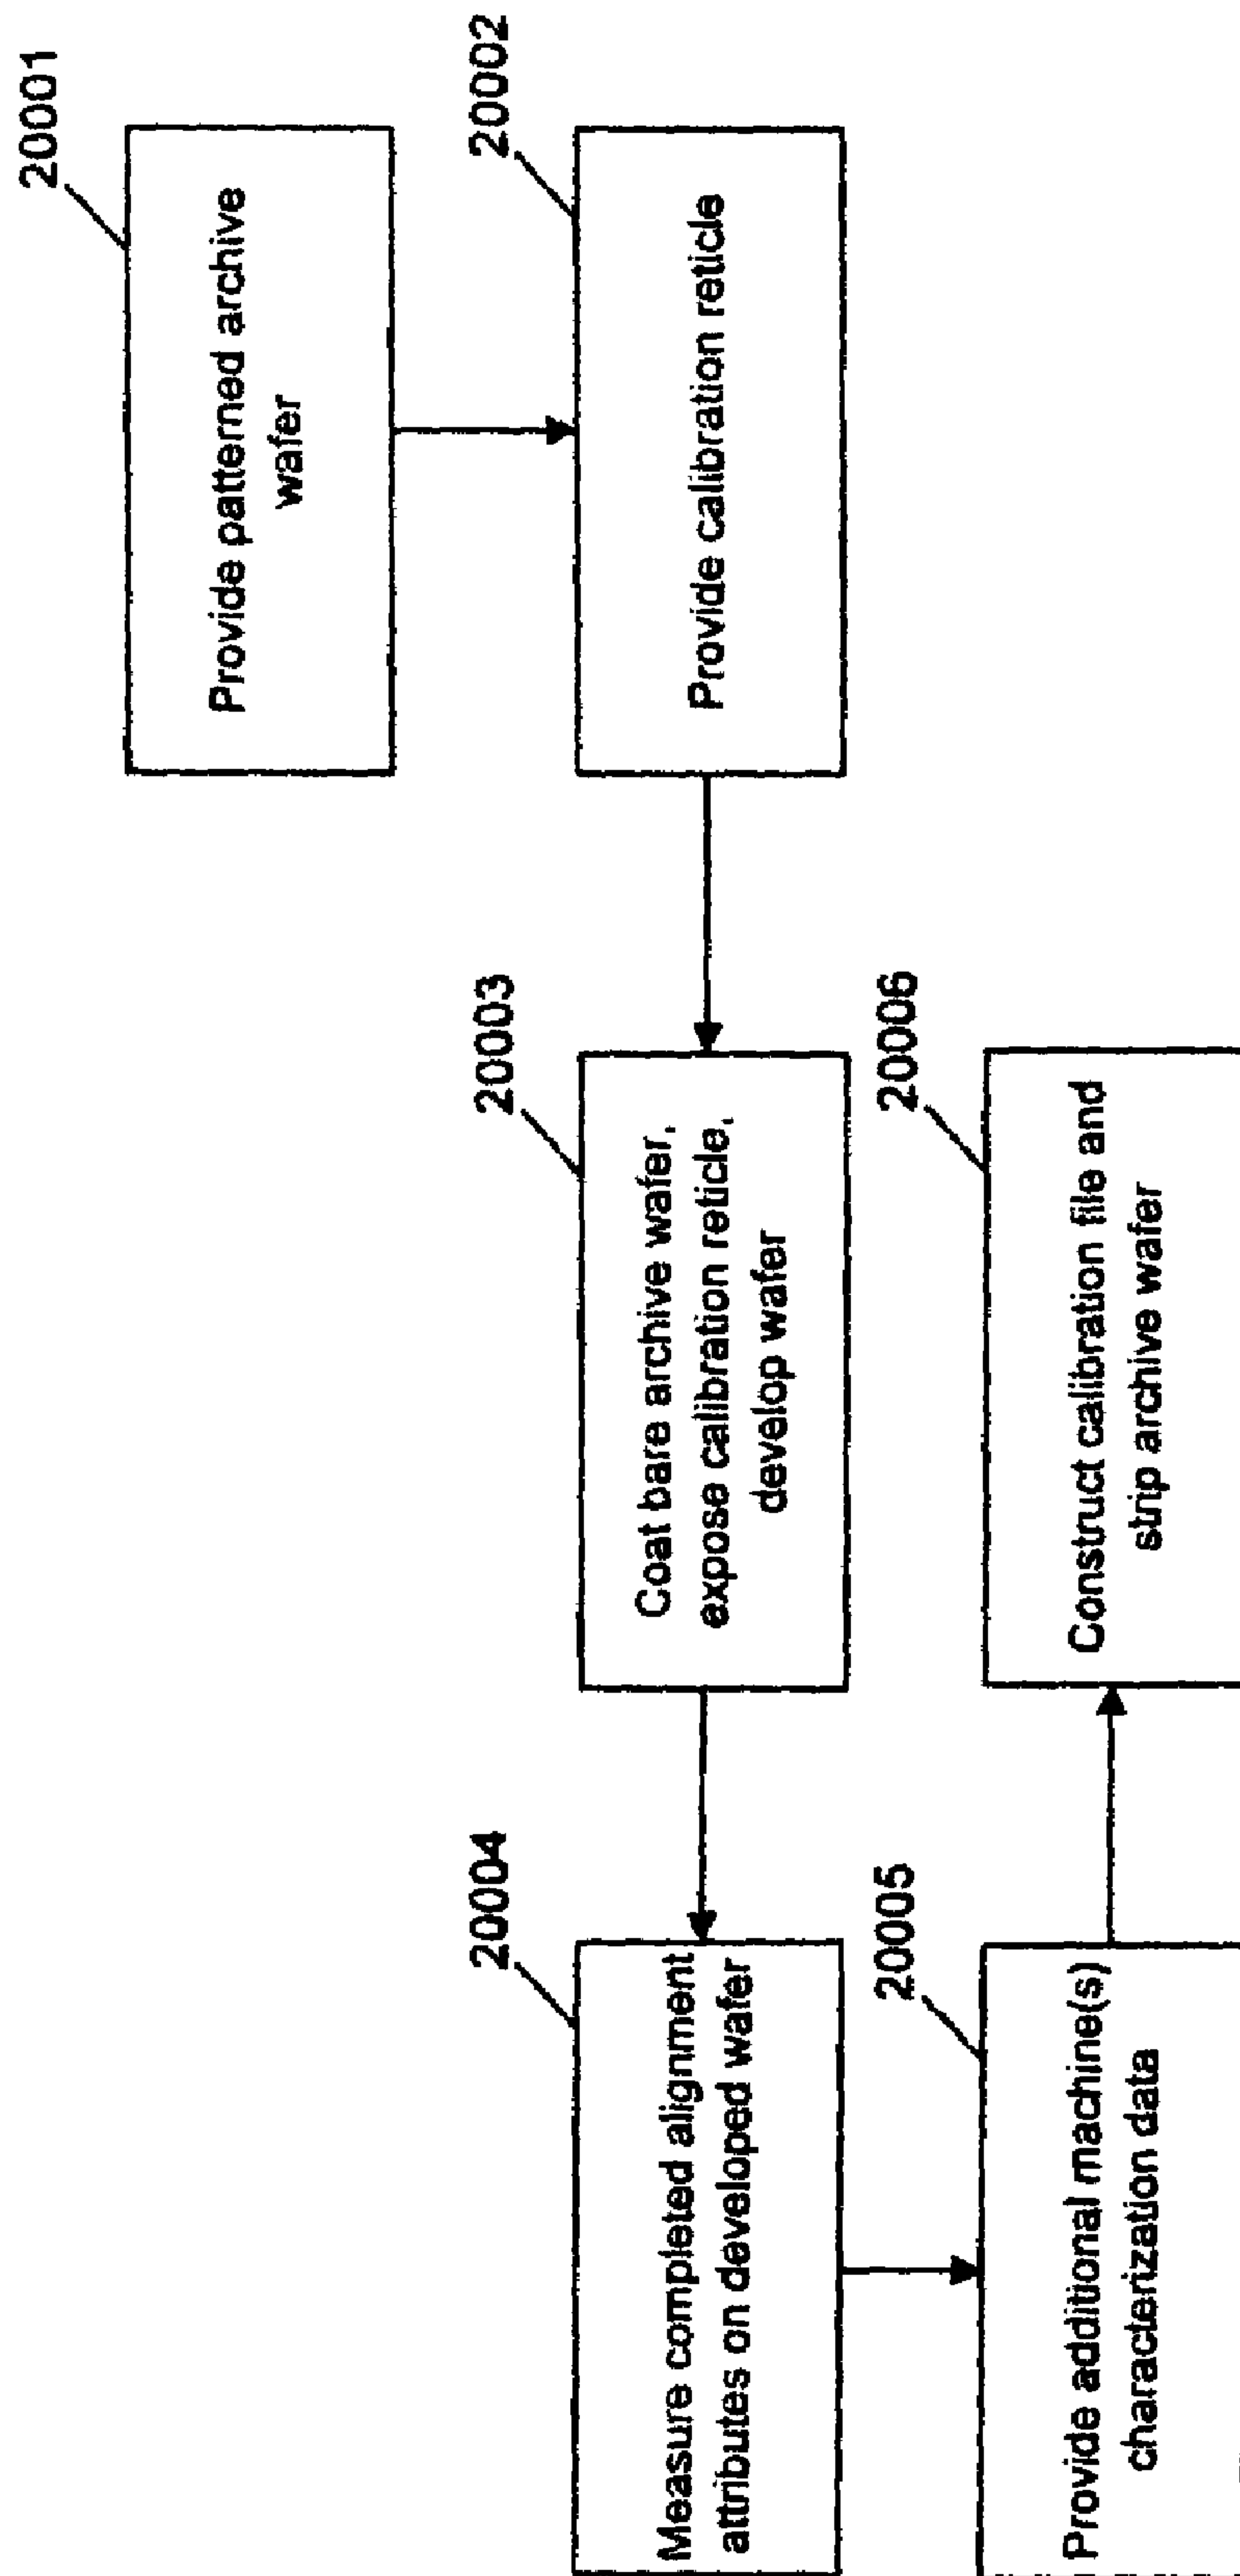 20001
Provide patterned archive
wafer
20002
Provide calibration reticle
20003
Coat bare archive wafer,
expose calibration reticle,
develop wafer
20004
Measure completed alignment
attributes on developed wafer
20005
Provide additional machine(s)
characterization data
20006
Construct calibration file and
strip archive wafer